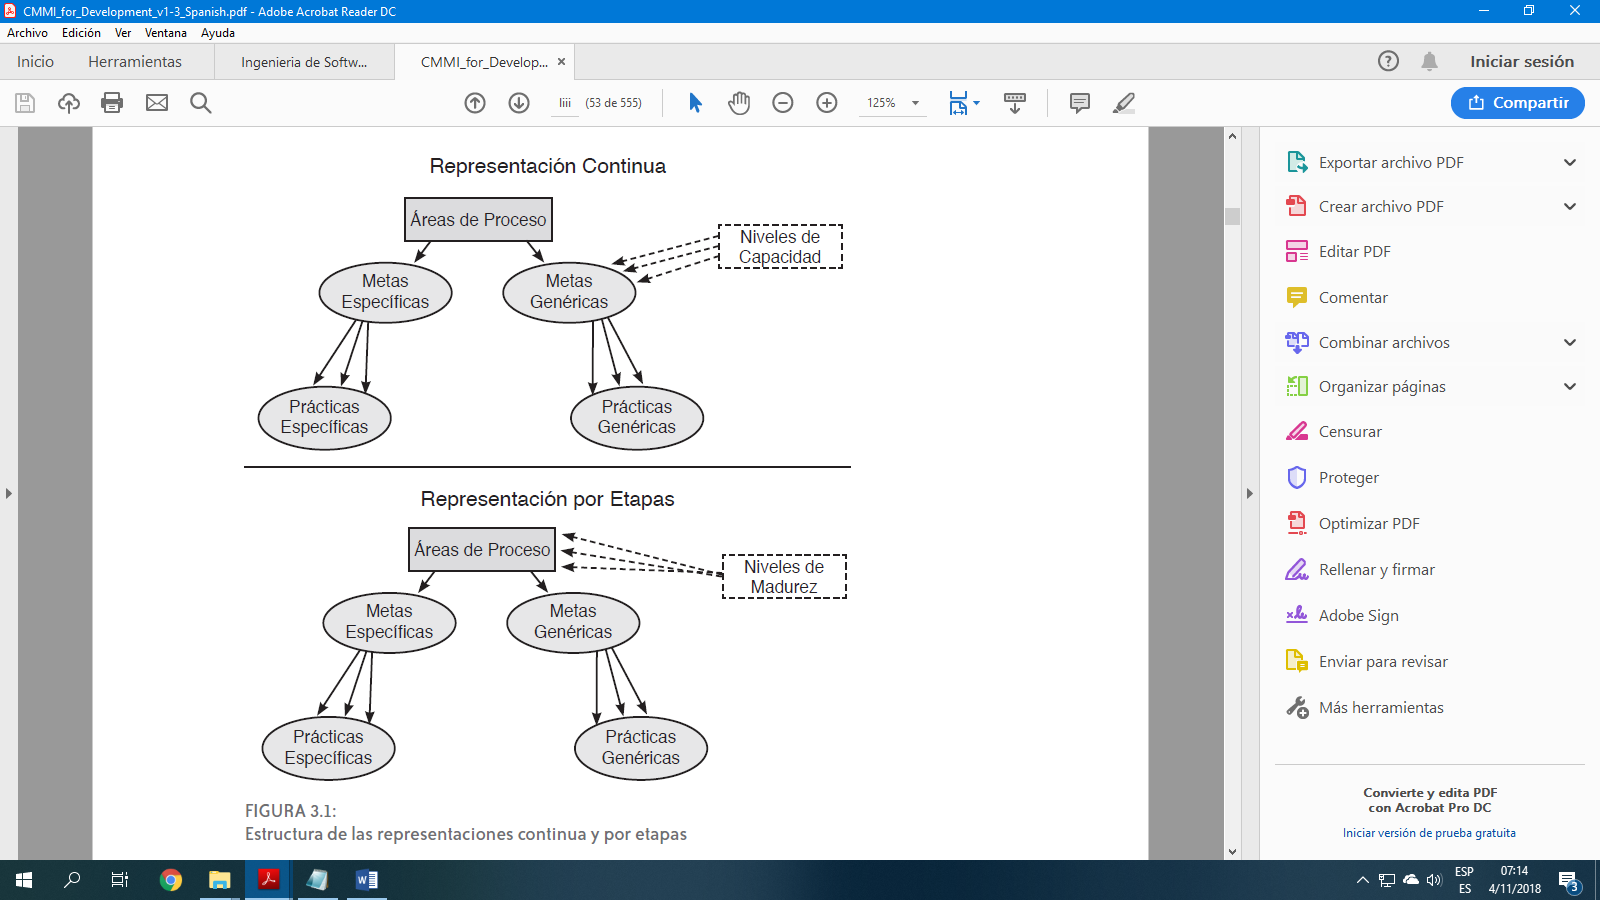 CMMI_for_Development_v1-3_Spanish.pdf - Adobe Acrobat Reader DC
Archivo Edición Ver Ventana Ayuda
Inicio Herramientas Ingenieria de Softw... CMMI_for_Develop... Iniciar sesión
liii (53 de 555) 125% Compartir
Representación Continua
Áreas de Proceso
Niveles de
Capacidad
Metas
Específicas
Metas
Genéricas
Prácticas
Específicas
Prácticas
Genéricas
Representación por Etapas
Áreas de Proceso
Niveles de
Madurez
Metas
Específicas
Metas
Genéricas
Prácticas
Específicas
Prácticas
Genéricas
FIGURA 3.1:
Estructura de las representaciones continua y por etapas
Exportar archivo PDF
Crear archivo PDF
Editar PDF
Comentar
Combinar archivos
Organizar páginas
Censurar
Proteger
Optimizar PDF
Rellenar y firmar
Adobe Sign
Enviar para revisar
Más herramientas
Convierte y edita PDF
con Acrobat Pro DC
Iniciar versión de prueba gratuita
ESP 07:14
ES 4/11/2018 3